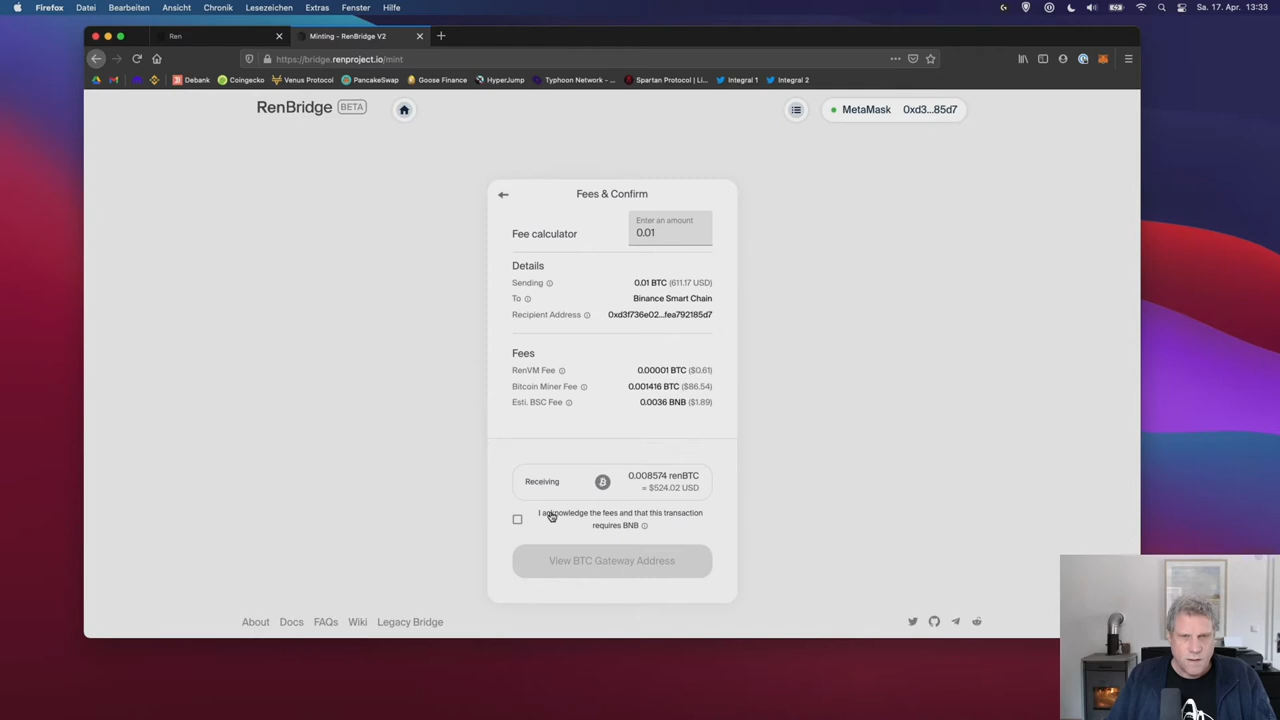 Firefox Datei Bearbeiten Ansicht Chronik Lesezeichen Extras Fenster Hilfe Sa. 17. Apr. 13:33
Ren Minting - RenBridge V2
https://bridge.renproject.io/mint
Debank Coingecko Venus Protocol PancakeSwap Goose Finance HyperJump Typhoon Network -... Spartan Protocol | Li... Integral 1 Integral 2
RenBridge BETA MetaMask 0xd3...85d7
Fees & Confirm
Enter an amount
Fee calculator 0.01
Details
Sending 0.01 BTC (611.17 USD)
To Binance Smart Chain
Recipient Address 0xd3f736e02...fea792185d7
Fees
RenVM Fee 0.00001 BTC ($0.61)
Bitcoin Miner Fee 0.001416 BTC ($86.54)
Esti. BSC Fee 0.0036 BNB ($1.89)
Receiving 0.008574 renBTC
= $524.02 USD
I acknowledge the fees and that this transaction
requires BNB
View BTC Gateway Address
About Docs FAQs Wiki Legacy Bridge